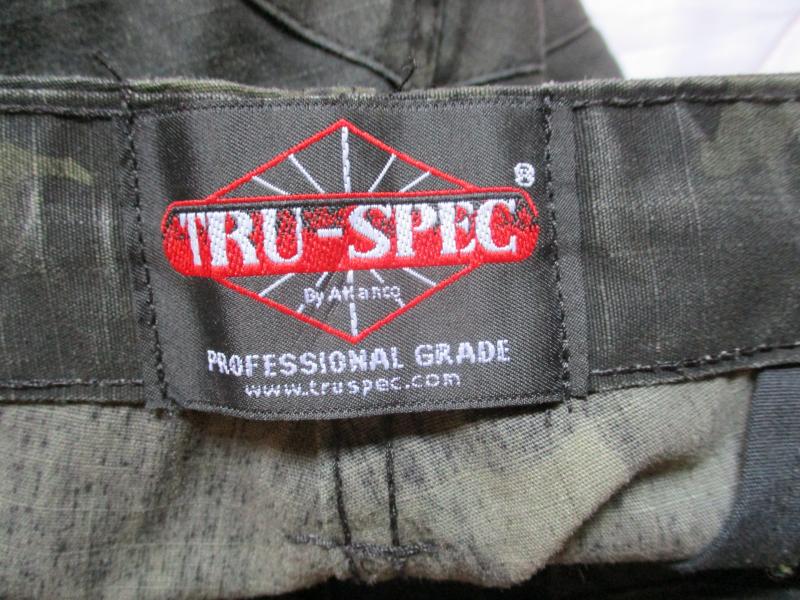 TRU-SPEC®
By Atlanco
PROFESSIONAL GRADE
www.truspec.com